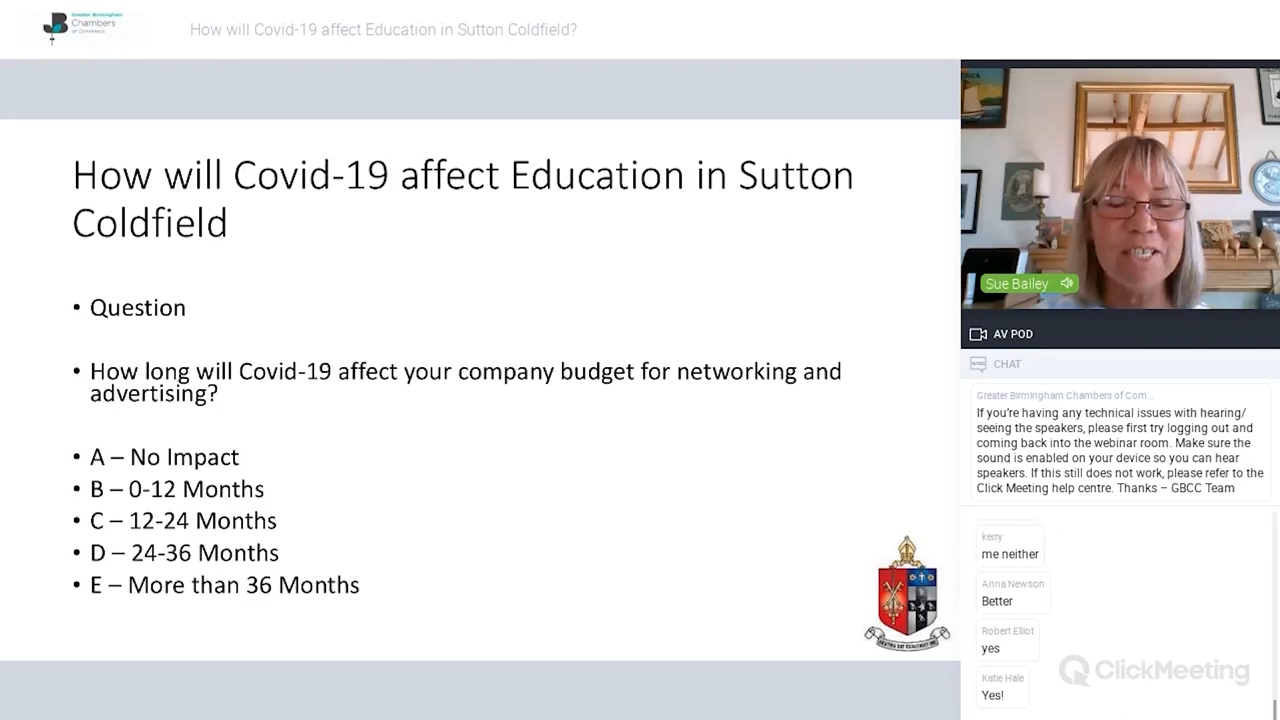 Greater Birmingham
Chambers
of Commerce
How will Covid-19 affect Education in Sutton Coldfield?
How will Covid-19 affect Education in Sutton
Coldfield
• Question
• How long will Covid-19 affect your company budget for networking and
advertising?
• A – No Impact
• B – 0-12 Months
• C – 12-24 Months
• D – 24-36 Months
• E – More than 36 Months
Sue Bailey
AV POD
CHAT
Greater Birmingham Chambers of Com...
If you're having any technical issues with hearing/
seeing the speakers, please first try logging out and
coming back into the webinar room. Make sure the
sound is enabled on your device so you can hear
speakers. If this still does not work, please refer to the
Click Meeting help centre. Thanks – GBCC Team
kerry
me neither
Anna Newson
Better
Robert Elliot
yes
Katie Hale
Yes!
ClickMeeting